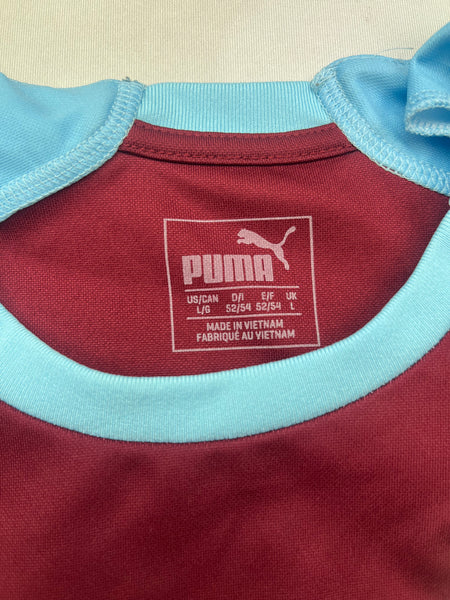 PUMA
US/CAN D/I E/F UK
L/G 52/54 52/54 L
MADE IN VIETNAM
FABRIQUÉ AU VIETNAM